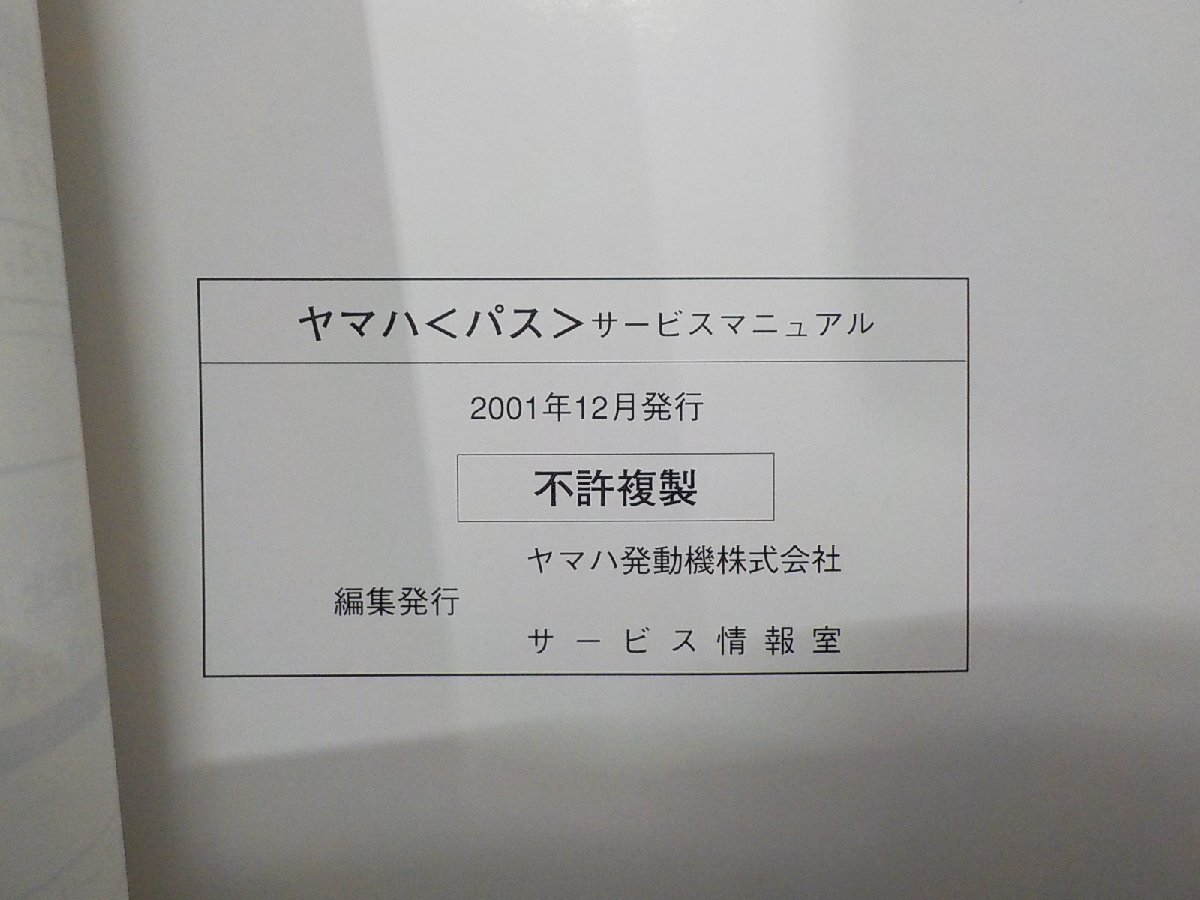 ヤマハ＜パス＞サービスマニュアル
2001年12月発行
不許複製
ヤマハ発動機株式会社
編集発行
サービス情報室